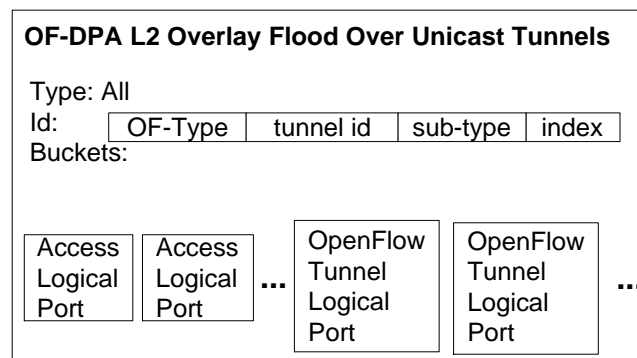 OF-DPA L2 Overlay Flood Over Unicast Tunnels
Type: All
Id: OF-Type tunnel id sub-type index
Buckets:
Access Logical Port
Access Logical Port
...
OpenFlow Tunnel Logical Port
OpenFlow Tunnel Logical Port
...